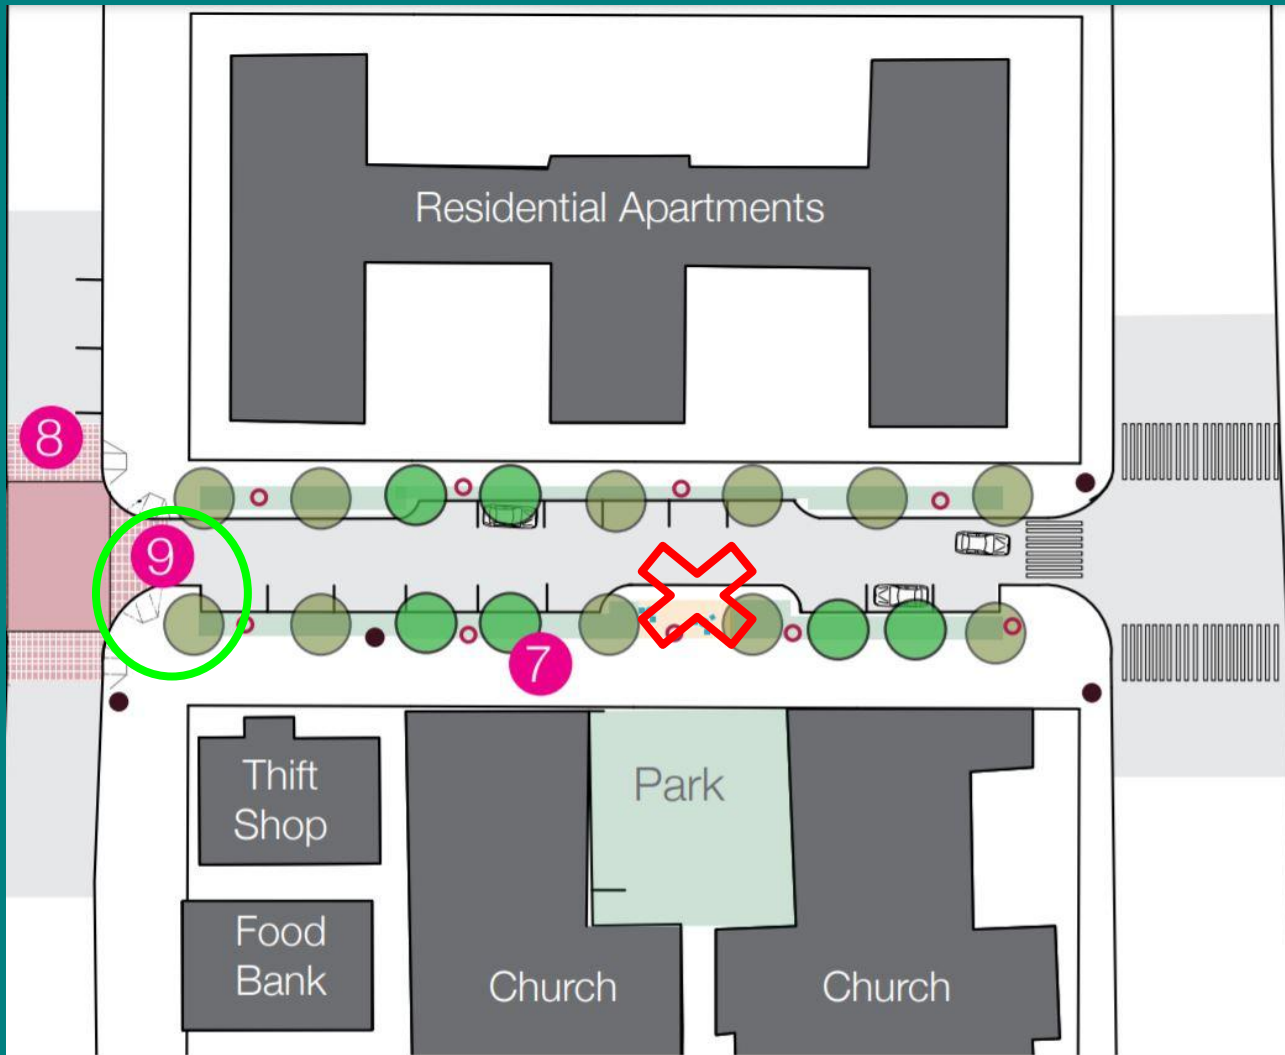 Residential Apartments
8
9
7
Thift
Shop
Park
Food
Bank
Church
Church